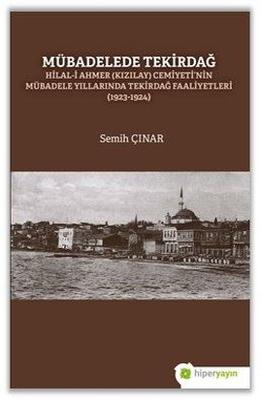 MÜBADELEDE TEKİRDAĞ
HİLAL-İ AHMER (KIZILAY) CEMİYETİ'NİN
MÜBADELE YILLARINDA TEKİRDAĞ FAALİYETLERİ
(1923-1924)
Semih ÇINAR
hiperyayın